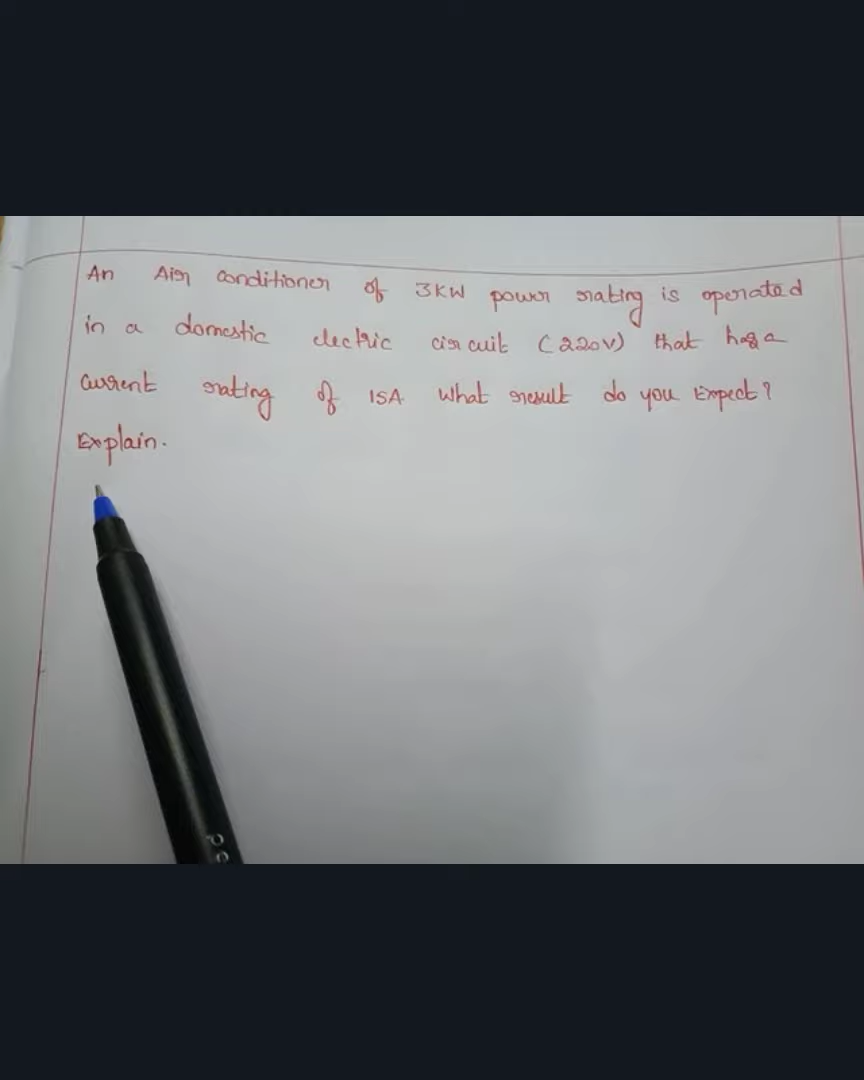 An Air conditioner of 3KW power rating is operated
in a domestic electric circuit (220V) that has a
current rating of 15A. What result do you Expect?
Explain.